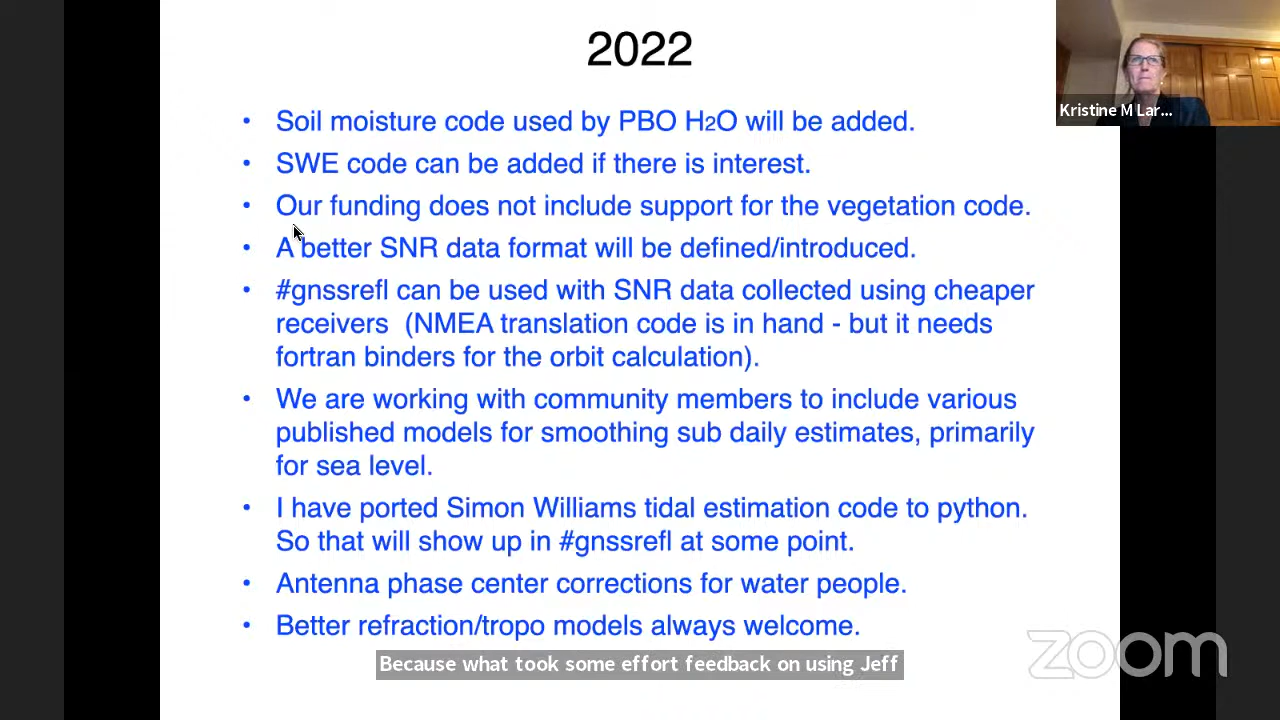 2022
• Soil moisture code used by PBO H2O will be added.
• SWE code can be added if there is interest.
• Our funding does not include support for the vegetation code.
• A better SNR data format will be defined/introduced.
• #gnssrefl can be used with SNR data collected using cheaper
receivers (NMEA translation code is in hand - but it needs
fortran binders for the orbit calculation).
• We are working with community members to include various
published models for smoothing sub daily estimates, primarily
for sea level.
• I have ported Simon Williams tidal estimation code to python.
So that will show up in #gnssrefl at some point.
• Antenna phase center corrections for water people.
• Better refraction/tropo models always welcome.
Because what took some effort feedback on using Jeff
Kristine M Lar...
zoom